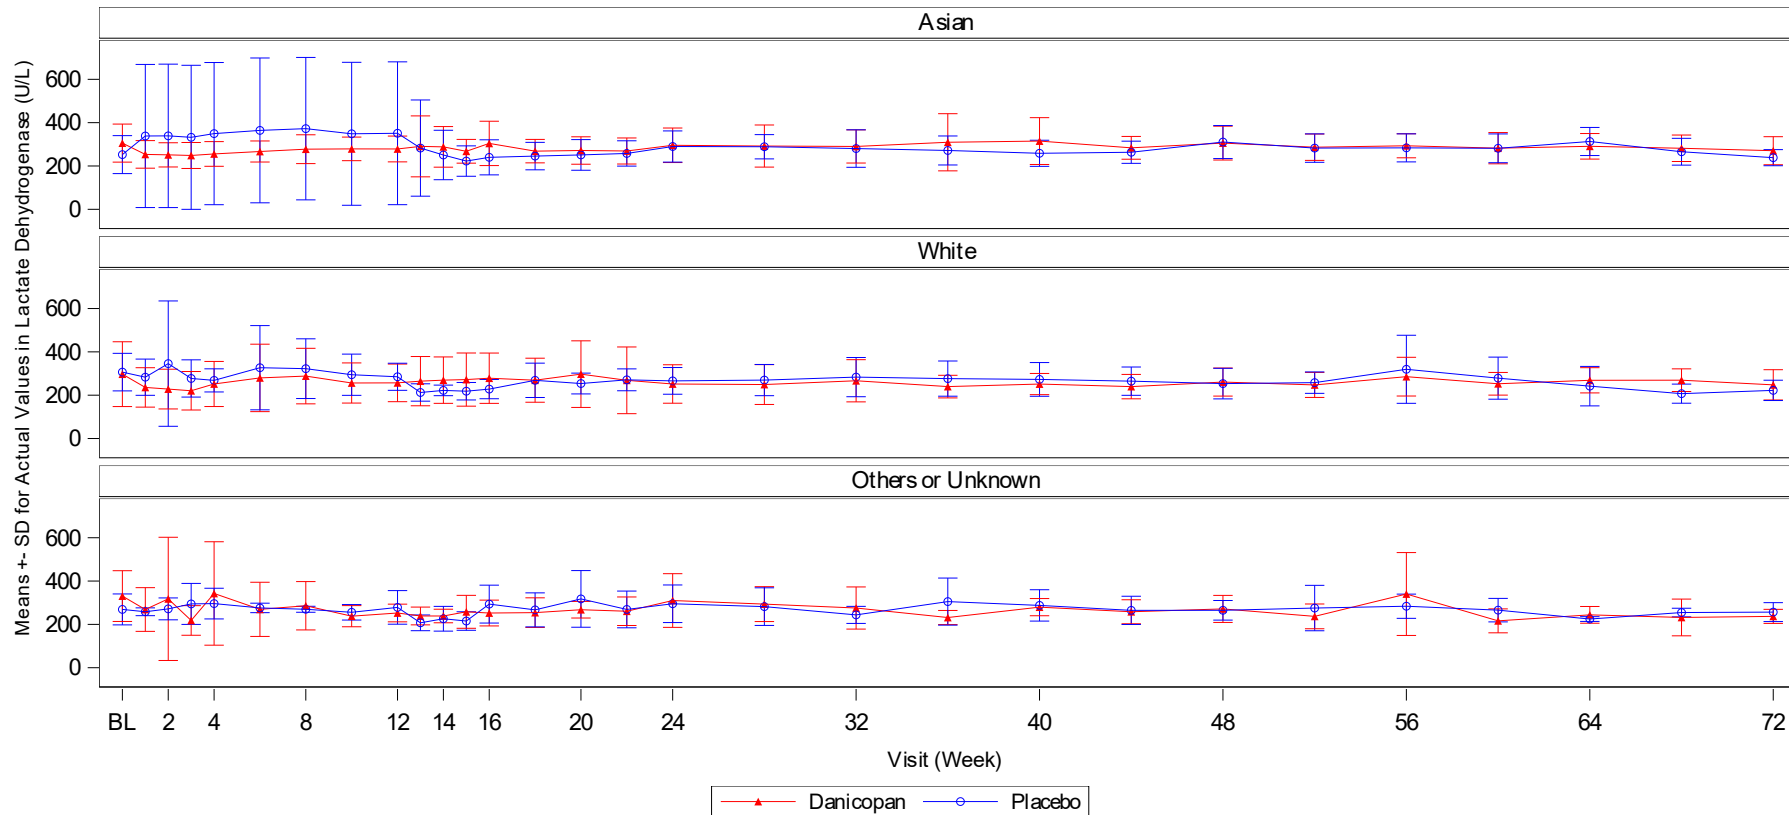 Means +- SD for Actual Values in Lactate Dehydrogenase (U/L)
Asian
600
400
200
0
White
600
400
200
0
Others or Unknown
600
400
200
0
BL 2 4 8 12 14 16 20 24 32 40 48 56 64 72
Visit (Week)
Danicopan Placebo